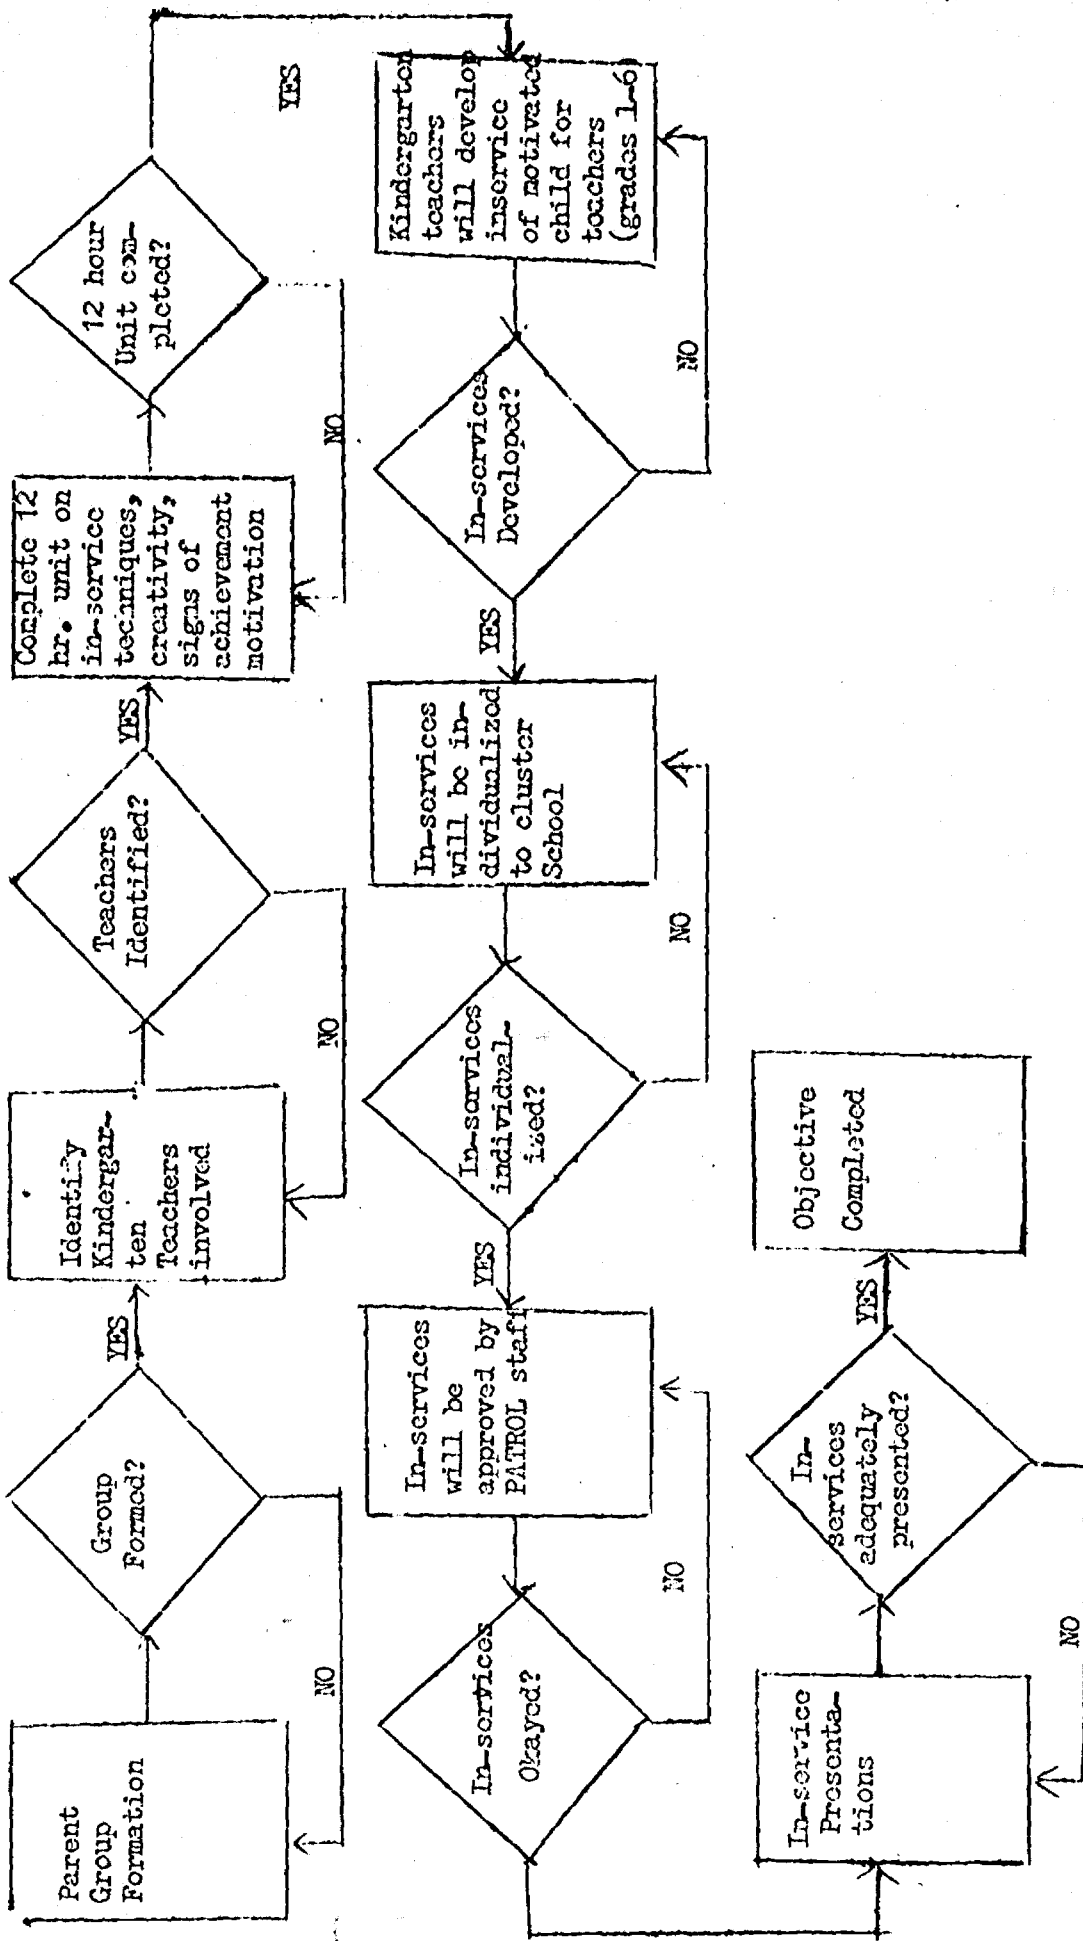 Parent
Group
Formation
NO
Group
Formed?
YES
Identify
Kindergar-
ten
Teachers
involved
NO
Teachers
Identified?
YES
Complete 12
hr. unit on
in-service
techniques,
creativity,
signs of
achievement
motivation
NO
12 hour
Unit com-
pleted?
YES
Kindergarten
teachers
will develop
inservice
of motivated
child for
teachers
(grades 1-6)
NO
In-services
Developed?
YES
In-services
will be in-
dividualized
to cluster
School
NO
In-services
individual-
ized?
YES
In-services
will be
approved by
PATROL staff
NO
In-services
Okayed?
In-service
Presenta-
tions
NO
In-
services
adequately
presented?
YES
Objective
Completed